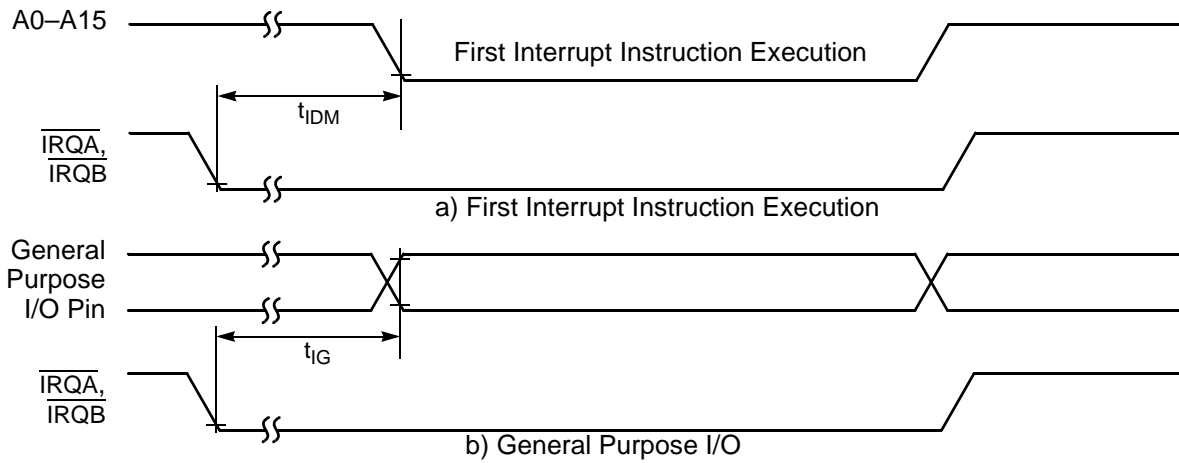 A0–A15
First Interrupt Instruction Execution
tIDM
IRQA,
IRQB
a) First Interrupt Instruction Execution
General
Purpose
I/O Pin
tIG
IRQA,
IRQB
b) General Purpose I/O